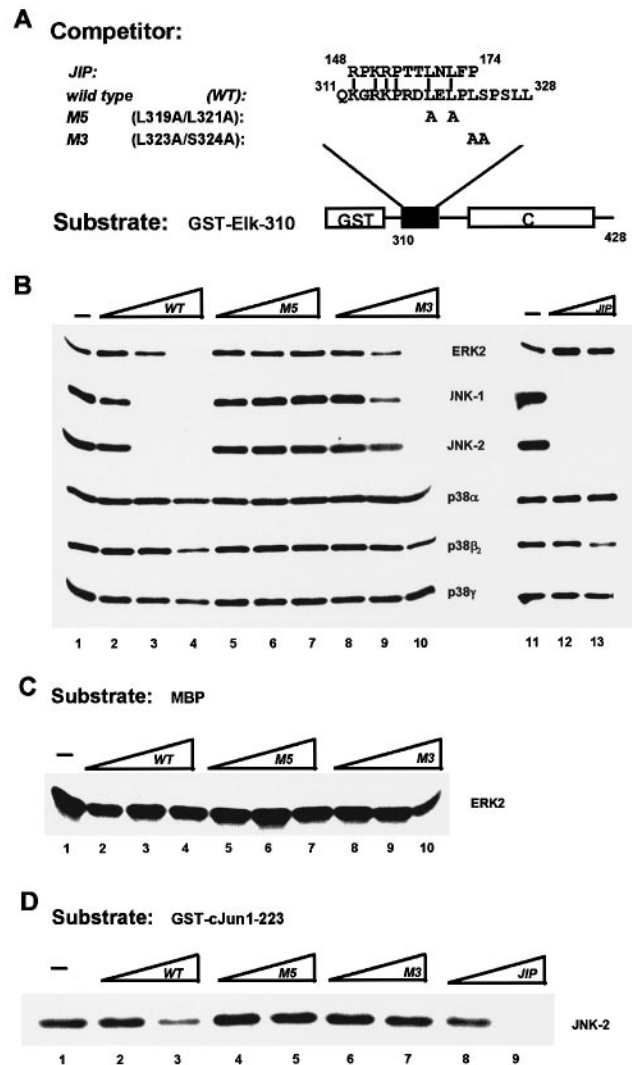 A
Competitor:
JIP: 148 RPKRPTTLNLFP 174
wild type (WT): 311 QKGRKPRDLELPLSPSLL 328
M5 (L319A/L321A): A A
M3 (L323A/S324A): AA
Substrate: GST-Elk-310 GST C
310 428
B
– WT M5 M3 – JIP
ERK2
JNK-1
JNK-2
p38α
p38β2
p38γ
1 2 3 4 5 6 7 8 9 10 11 12 13
C Substrate: MBP
– WT M5 M3
ERK2
1 2 3 4 5 6 7 8 9 10
D Substrate: GST-cJun1-223
– WT M5 M3 JIP
JNK-2
1 2 3 4 5 6 7 8 9